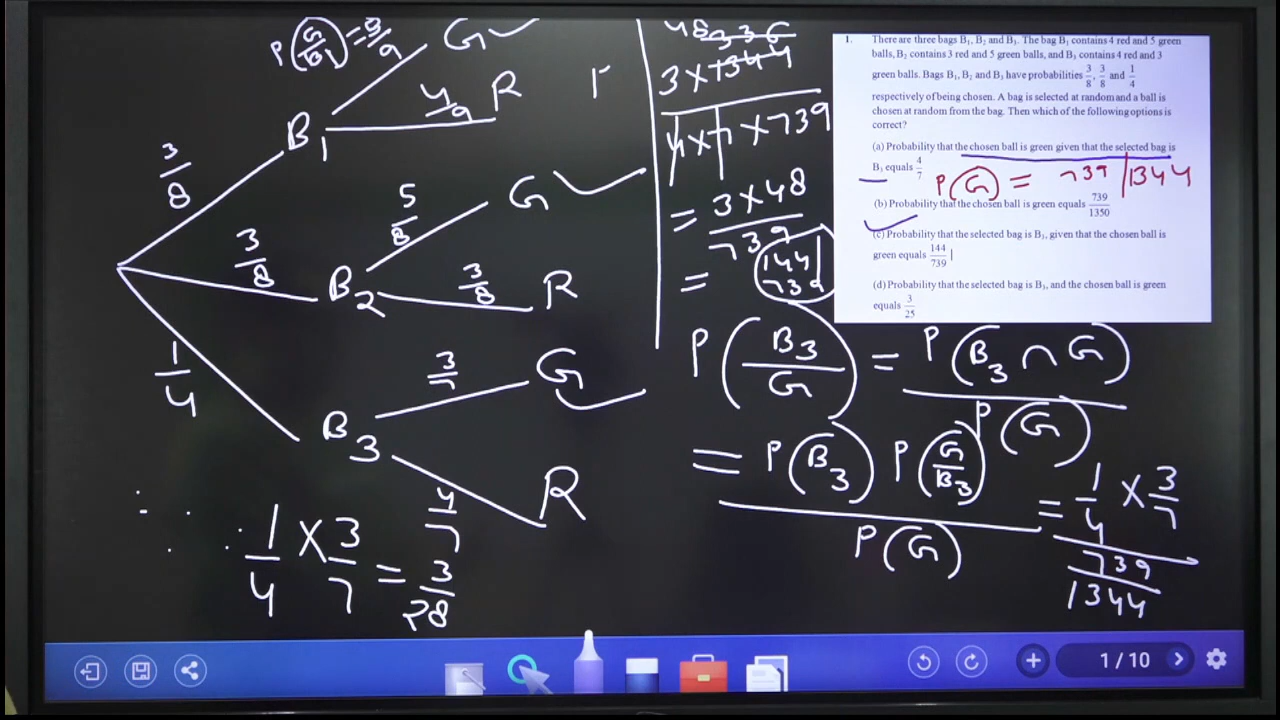 P(G/B1) = 5/9
G
4/9 R
B1
3/8
5/8 G
3/8
B2
3/8 R
1/4
3/7 G
B3
4/7 R
1/4 × 3/7 = 3/28
48 336
3 × 1344
4 × 7 × 739
= 3 × 48
739
= 144
739
1. There are three bags B1, B2 and B3. The bag B1 contains 4 red and 5 green
balls, B2 contains 3 red and 5 green balls, and B3 contains 4 red and 3
green balls. Bags B1, B2 and B3 have probabilities 3/8, 3/8 and 1/4
respectively of being chosen. A bag is selected at random and a ball is
chosen at random from the bag. Then which of the following options is
correct?
(a) Probability that the chosen ball is green given that the selected bag is
B3 equals 4/7
P(G) = 739/1344
(b) Probability that the chosen ball is green equals 739/1350
(c) Probability that the selected bag is B3, given that the chosen ball is
green equals 144/739
(d) Probability that the selected bag is B3, and the chosen ball is green
equals 3/25
P(B3/G) = P(B3 ∩ G)
P(G)
= P(B3) P(G/B3)
P(G)
= 1/4 × 3/7
739
1344
1 / 10